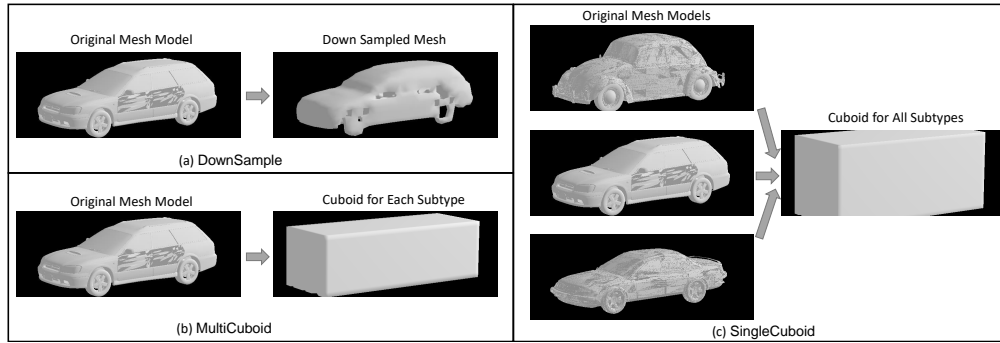 Original Mesh Model
Down Sampled Mesh
(a) DownSample
Original Mesh Model
Cuboid for Each Subtype
(b) MultiCuboid
Original Mesh Models
Cuboid for All Subtypes
(c) SingleCuboid